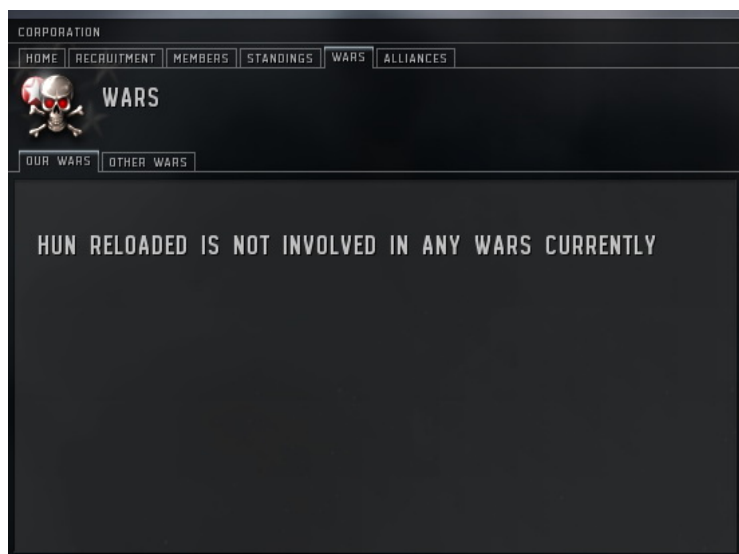 CORPORATION
HOME RECRUITMENT MEMBERS STANDINGS WARS ALLIANCES
WARS
OUR WARS OTHER WARS
HUN RELOADED IS NOT INVOLVED IN ANY WARS CURRENTLY